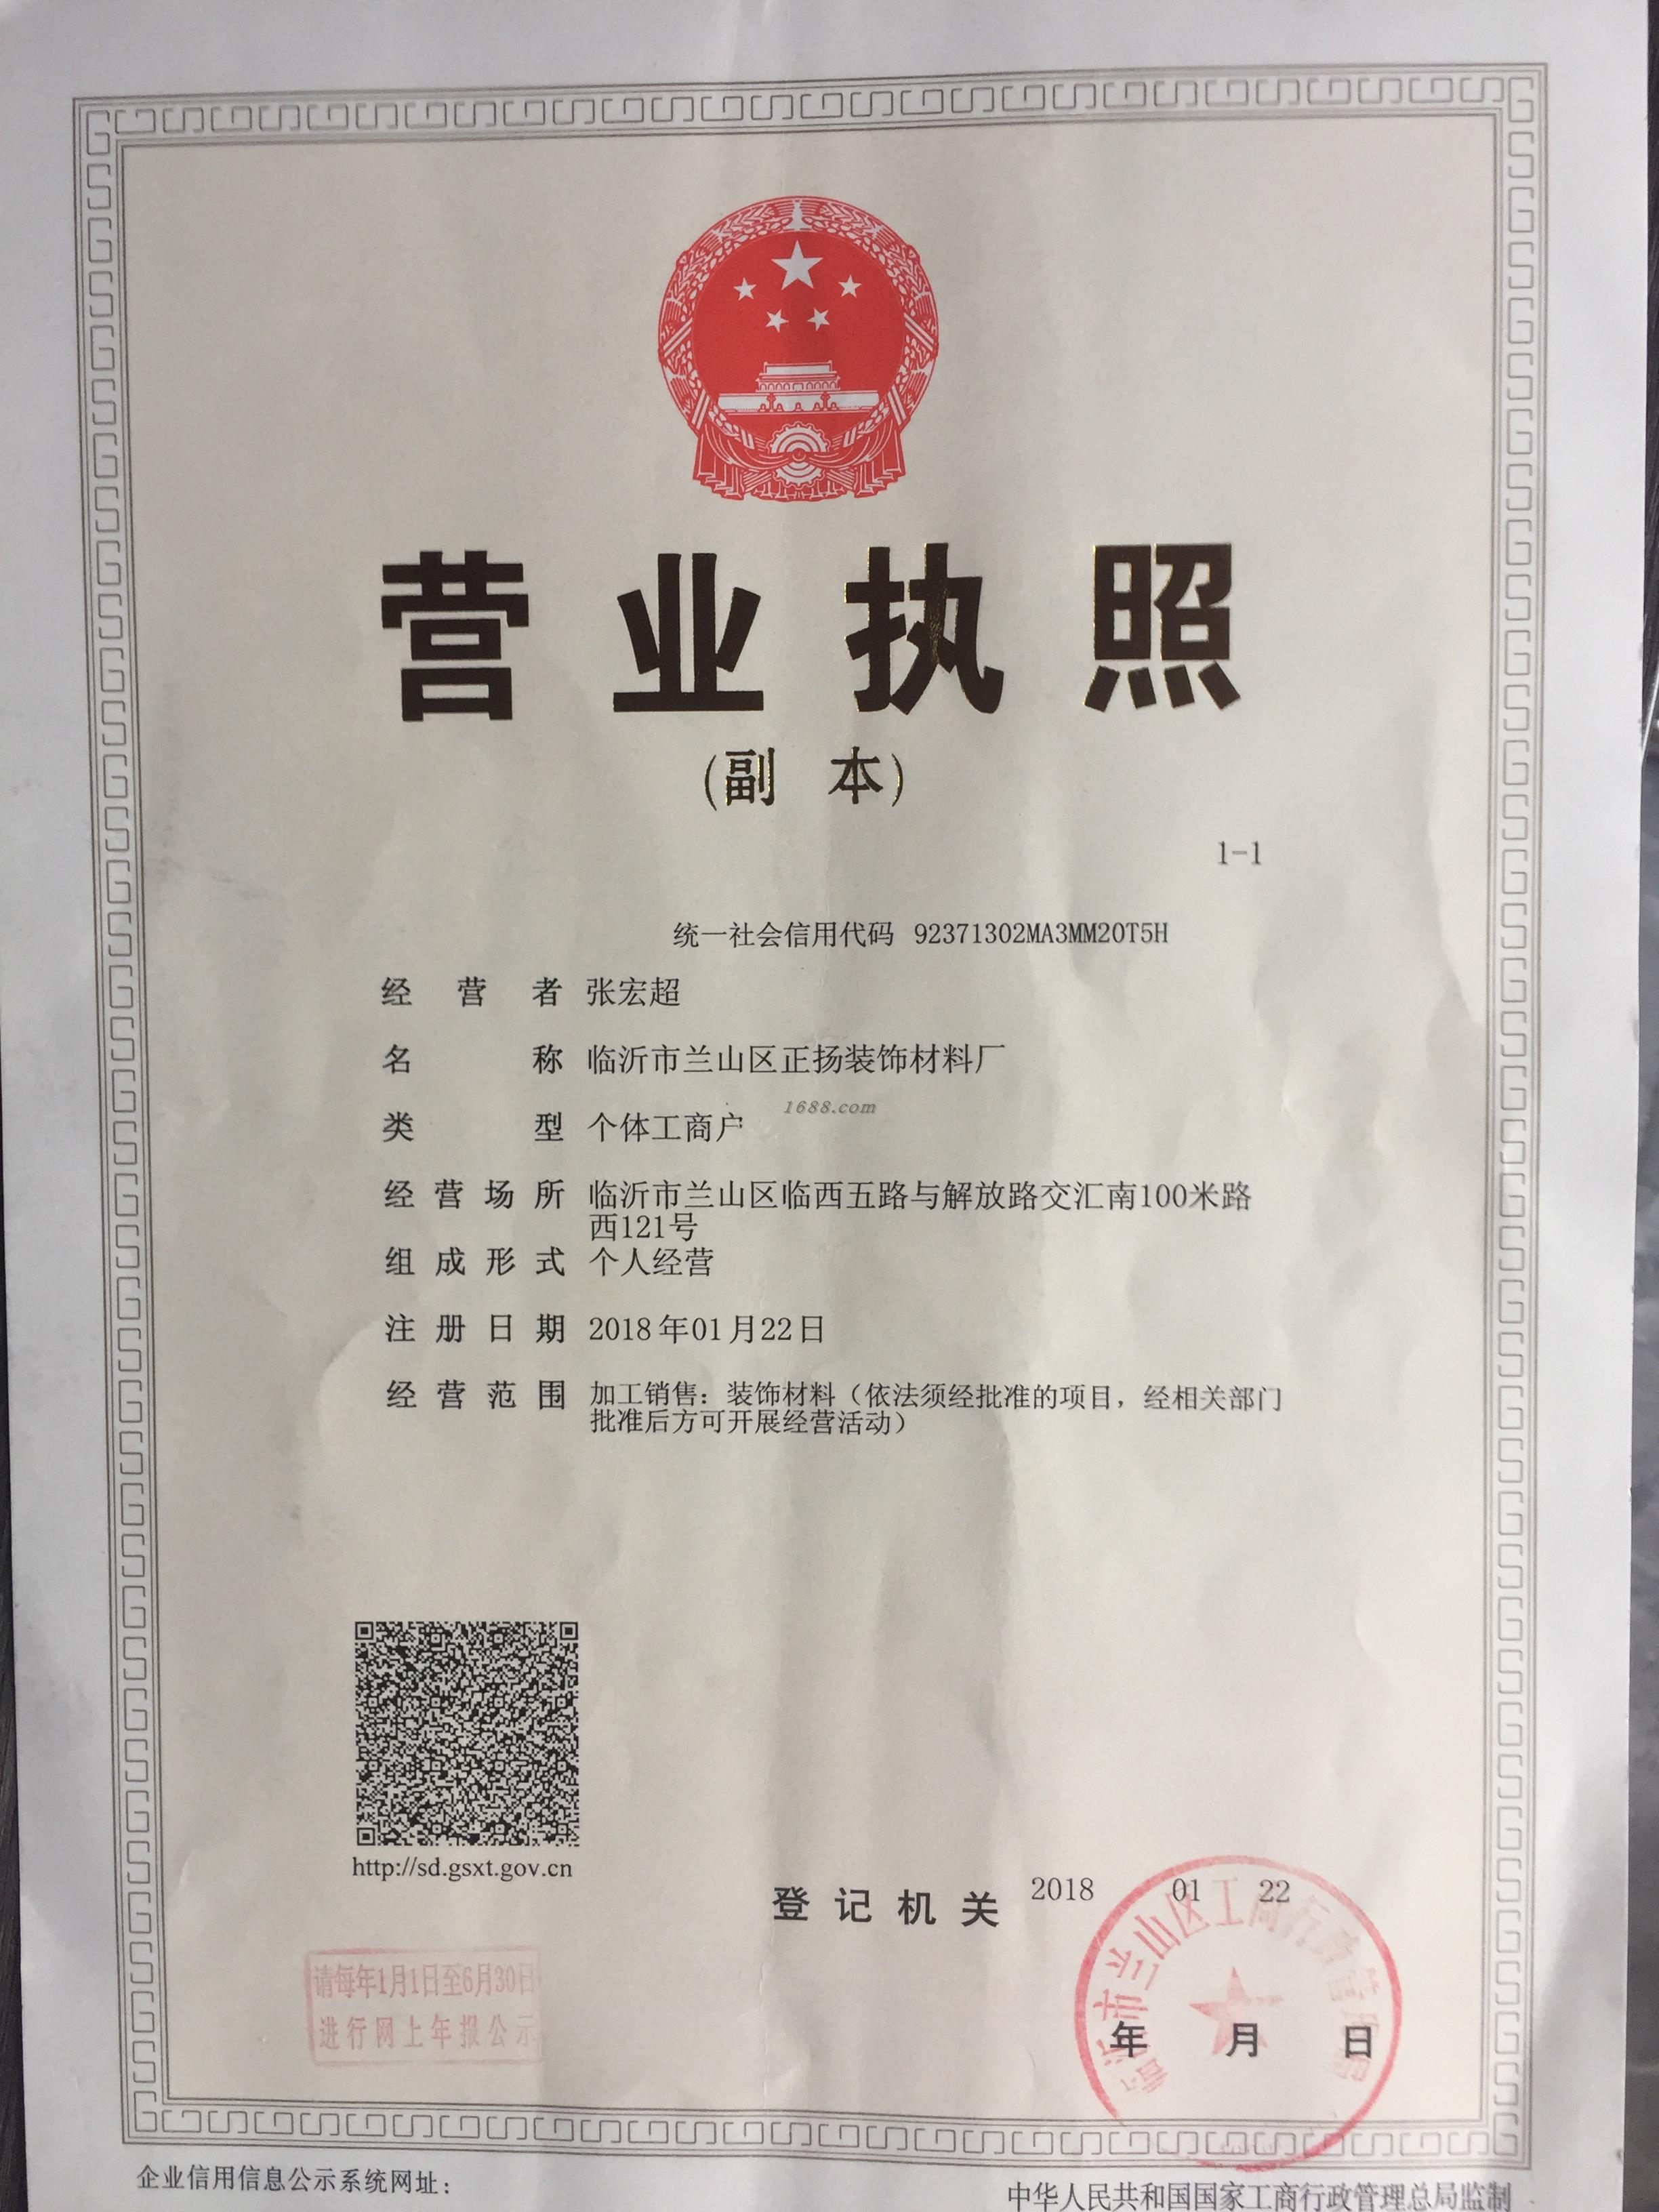 营业执照
(副 本)
1-1
统一社会信用代码 92371302MA3MM20T5H
经营者 张宏超
名称 临沂市兰山区正扬装饰材料厂
1688.com
类型 个体工商户
经营场所 临沂市兰山区临西五路与解放路交汇南100米路
西121号
组成形式 个人经营
注册日期 2018年01月22日
经营范围 加工销售：装饰材料（依法须经批准的项目，经相关部门
批准后方可开展经营活动）
http://sd.gsxt.gov.cn
登记机关
2018 01 22
年 月 日
临沂市兰山区工商行政管理局
请每年1月1日至6月30日
进行网上年报公示
企业信用信息公示系统网址：
中华人民共和国国家工商行政管理总局监制